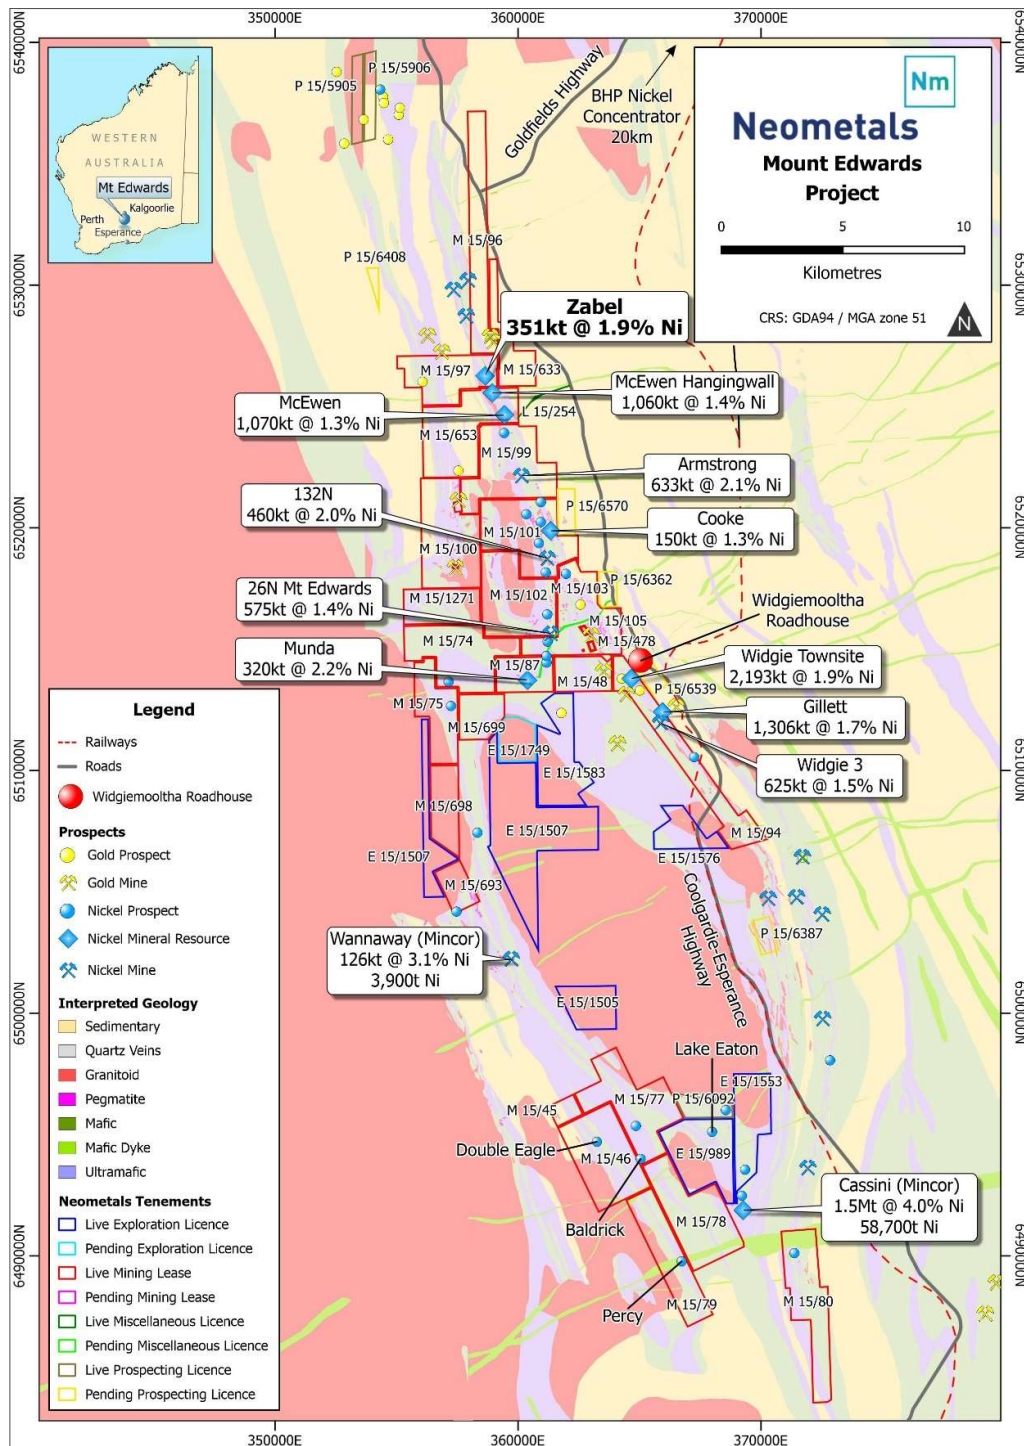 350000E
360000E
370000E
6540000N
6540000N
6530000N
6530000N
6520000N
6520000N
6510000N
6510000N
6500000N
6500000N
6490000N
6490000N
WESTERN
AUSTRALIA
Mt Edwards
Kalgoorlie
Perth
Esperance
P 15/5905
P 15/5906
Goldfields Highway
BHP Nickel
Concentrator
20km
Nm
Neometals
Mount Edwards
Project
0
5
10
Kilometres
CRS: GDA94 / MGA zone 51
N
M 15/96
P 15/6408
Zabel
351kt @ 1.9% Ni
M 15/97
M 15/633
McEwen Hangingwall
1,060kt @ 1.4% Ni
McEwen
1,070kt @ 1.3% Ni
L 15/254
M 15/653
M 15/99
Armstrong
633kt @ 2.1% Ni
132N
460kt @ 2.0% Ni
P 15/6570
Cooke
150kt @ 1.3% Ni
M 15/101
M 15/100
26N Mt Edwards
575kt @ 1.4% Ni
M 15/1271
M 15/102
M 15/103
P 15/6362
Widgiemooltha
Roadhouse
M 15/105
M 15/74
M 15/478
Munda
320kt @ 2.2% Ni
M 15/87
M 15/48
Widgie Townsite
2,193kt @ 1.9% Ni
P 15/6539
M 15/75
M 15/699
Gillett
1,306kt @ 1.7% Ni
E 15/1749
E 15/1583
Widgie 3
625kt @ 1.5% Ni
M 15/698
E 15/1507
E 15/1507
M 15/94
E 15/1576
M 15/693
Coolgardie-Esperance
Highway
P 15/6387
Wannaway (Mincor)
126kt @ 3.1% Ni
3,900t Ni
E 15/1505
Lake Eaton
E 15/1553
M 15/77
P 15/6092
M 15/45
Double Eagle
M 15/46
E 15/989
Baldrick
M 15/78
Cassini (Mincor)
1.5Mt @ 4.0% Ni
58,700t Ni
Percy
M 15/79
M 15/80
Legend
Railways
Roads
Widgiemooltha Roadhouse
Prospects
Gold Prospect
Gold Mine
Nickel Prospect
Nickel Mineral Resource
Nickel Mine
Interpreted Geology
Sedimentary
Quartz Veins
Granitoid
Pegmatite
Mafic
Mafic Dyke
Ultramafic
Neometals Tenements
Live Exploration Licence
Pending Exploration Licence
Live Mining Lease
Pending Mining Lease
Live Miscellaneous Licence
Pending Miscellaneous Licence
Live Prospecting Licence
Pending Prospecting Licence
350000E
360000E
370000E